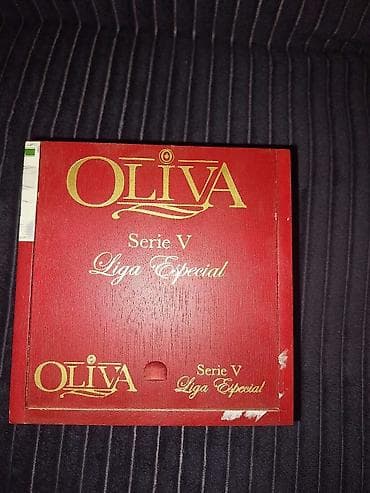 OLIVA
Serie V
Liga Especial
OLIVA
Serie V
Liga Especial